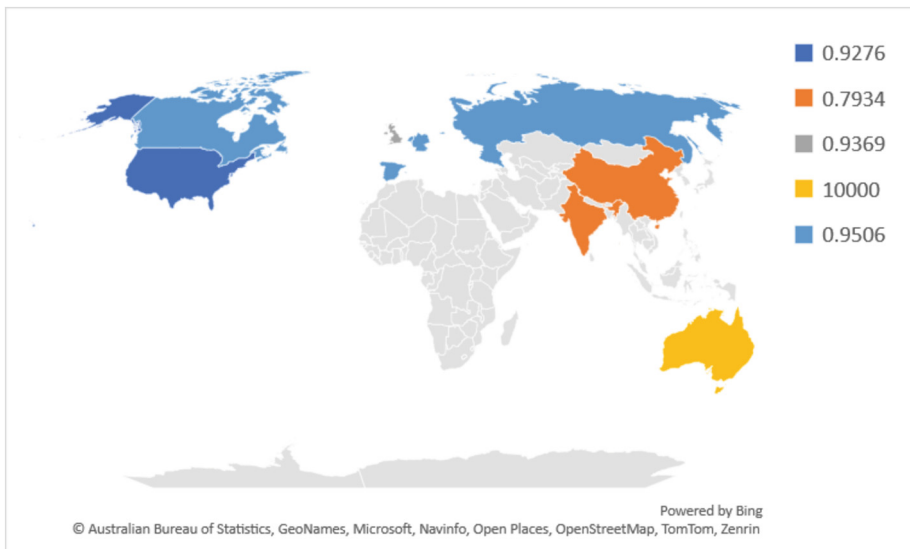 0.9276
0.7934
0.9369
10000
0.9506
Powered by Bing
© Australian Bureau of Statistics, GeoNames, Microsoft, Navinfo, Open Places, OpenStreetMap, TomTom, Zenrin